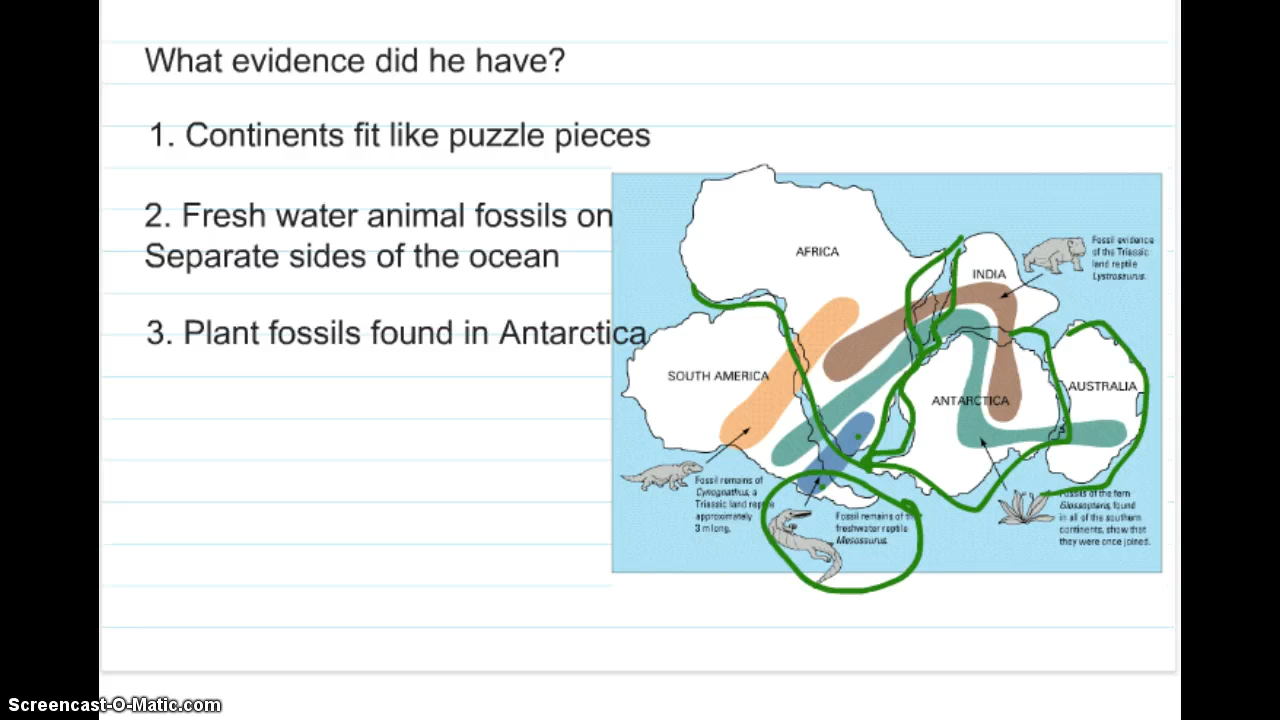 What evidence did he have?
1. Continents fit like puzzle pieces
2. Fresh water animal fossils on
Separate sides of the ocean
3. Plant fossils found in Antarctica
AFRICA
INDIA
Fossil evidence
of the Triassic
land reptile
Lystrosaurus.
SOUTH AMERICA
ANTARCTICA
AUSTRALIA
Fossil remains of
Cynognathus, a
Triassic land reptile
approximately
3 m long.
Fossil remains of the
freshwater reptile
Mesosaurus.
Fossils of the fern
Glossopteris, found
in all of the southern
continents, show that
they were once joined.
Screencast-O-Matic.com